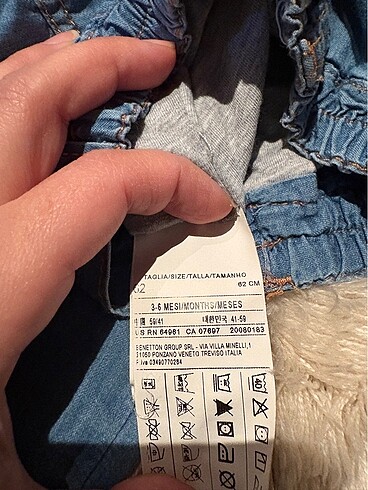 TAGLIA/SIZE/TALLA/TAMANHO
62 62 CM
3-6 MESI/MONTHS/MESES
59/41 대한민국 41-59
US RN 64981 CA 07697 20080183
BENETTON GROUP SRL - VIA VILLA MINELLI,1
31050 PONZANO VENETO TREVISO ITALIA
P. Iva 03490770264